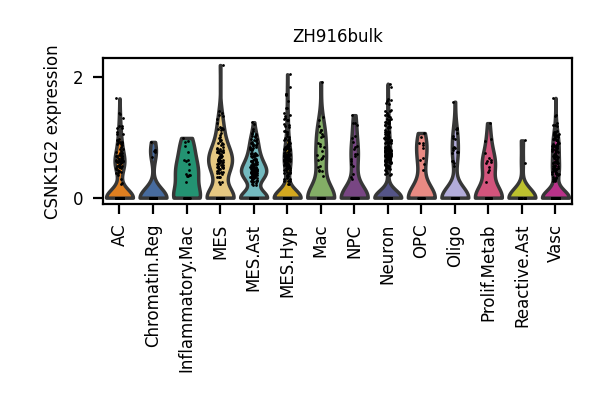 ZH916bulk
CSNK1G2 expression
2
0
AC
Chromatin.Reg
Inflammatory.Mac
MES
MES.Ast
MES.Hyp
Mac
NPC
Neuron
OPC
Oligo
Prolif.Metab
Reactive.Ast
Vasc